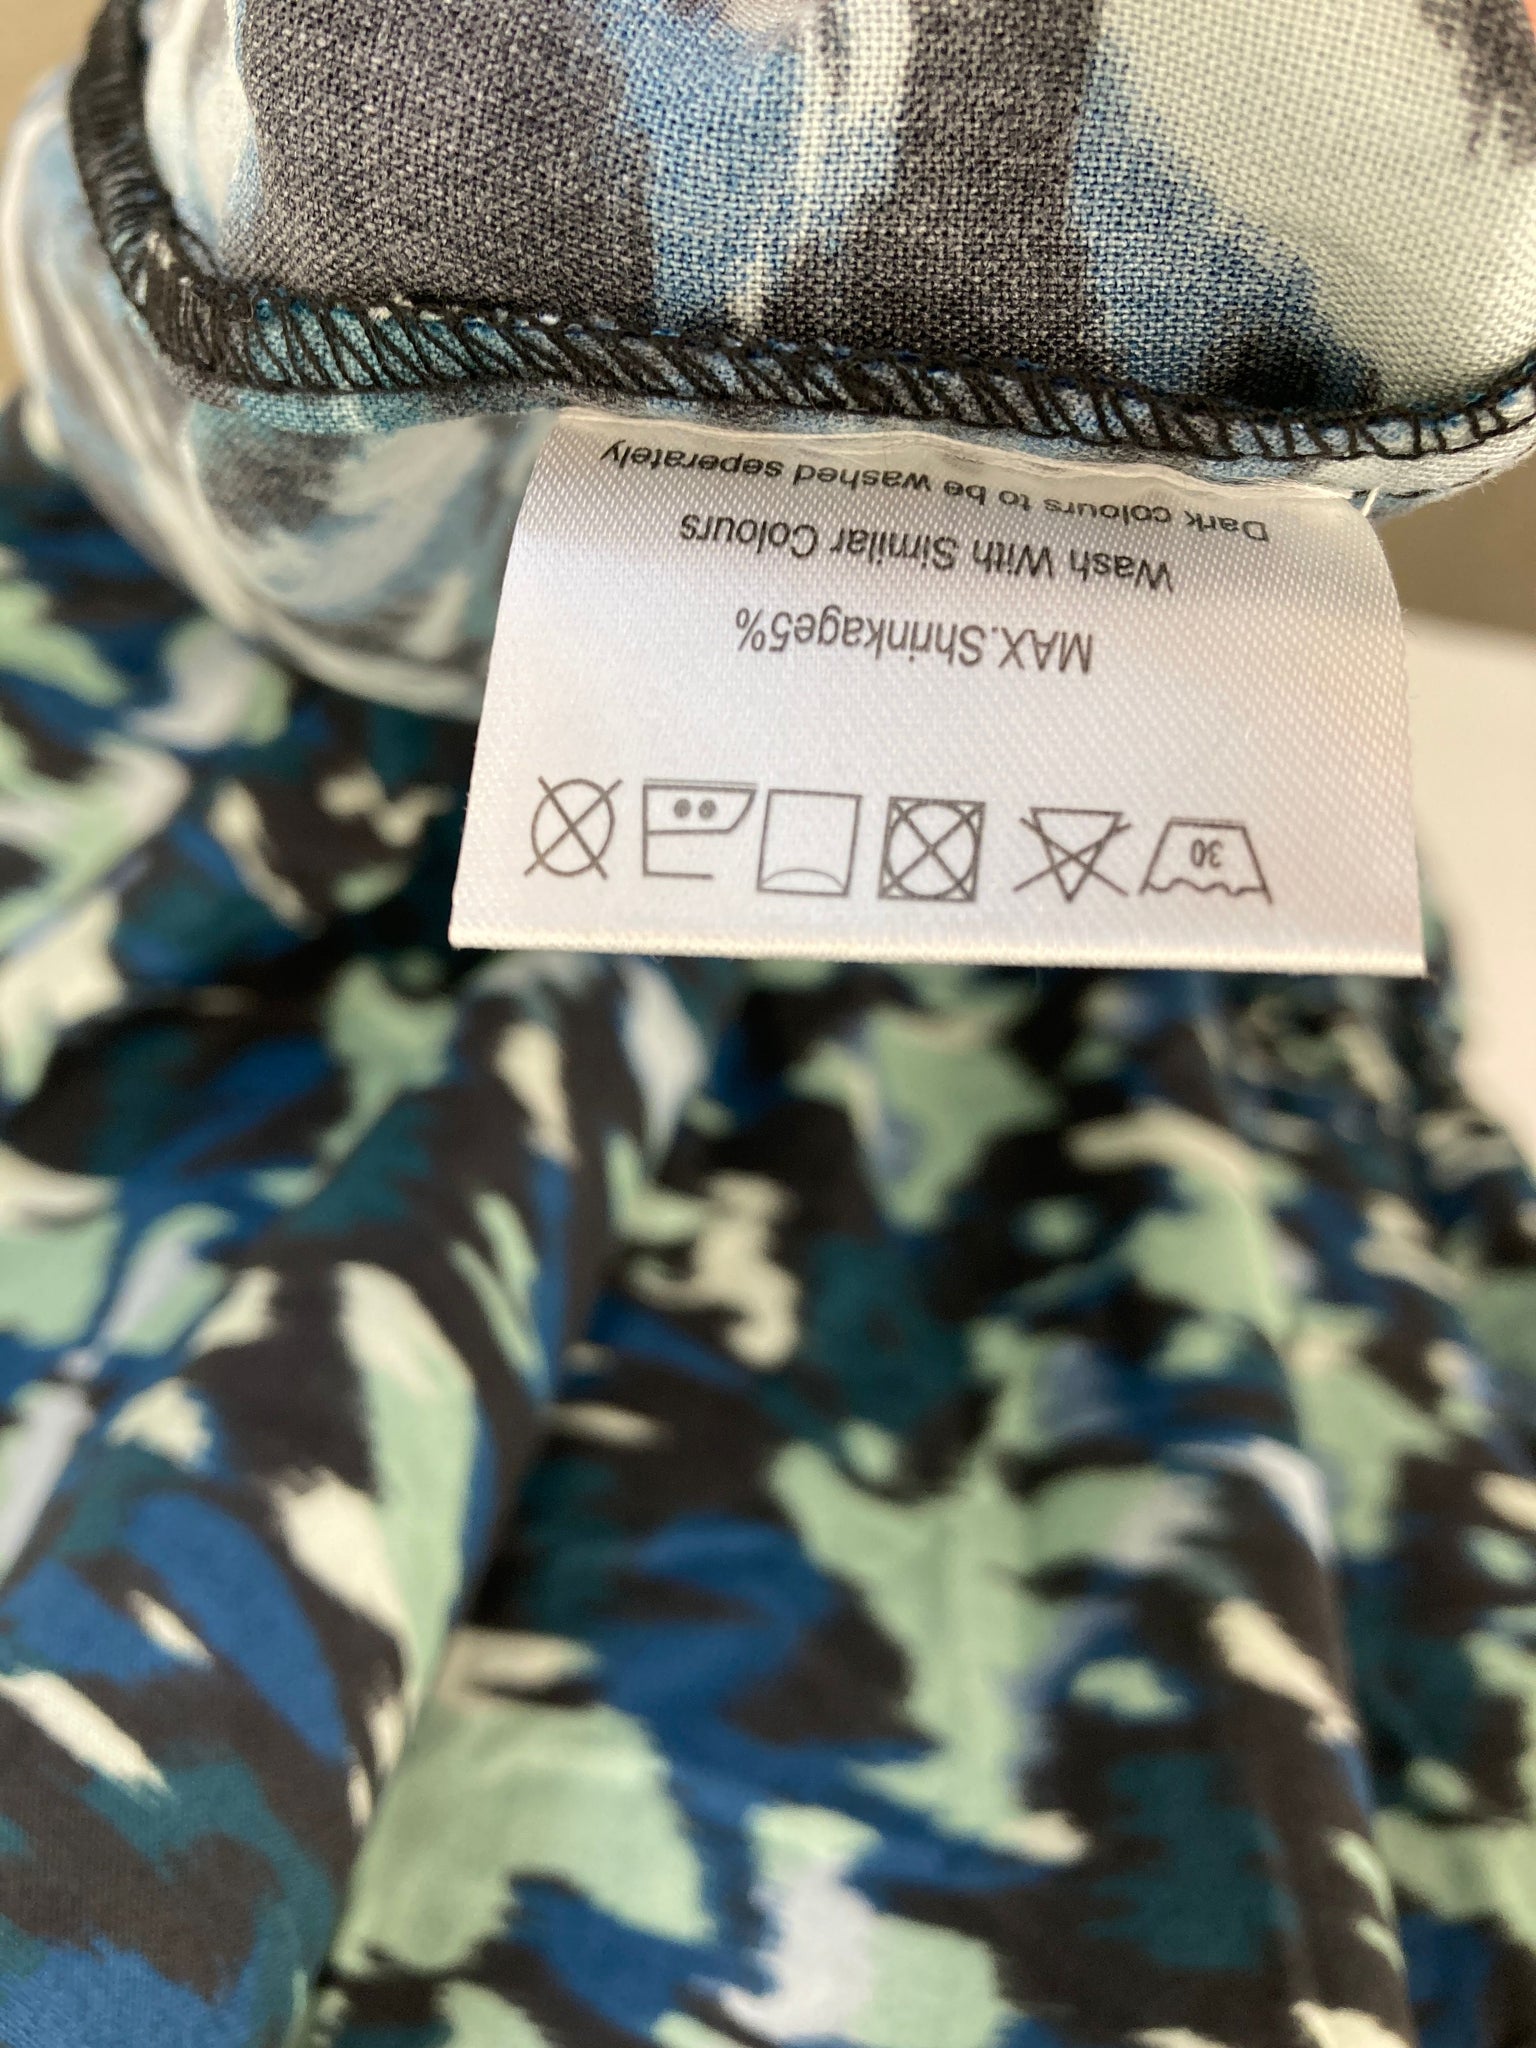 30
MAX.Shrinkage5%
Wash With Similar Colours
Dark colours to be washed seperately